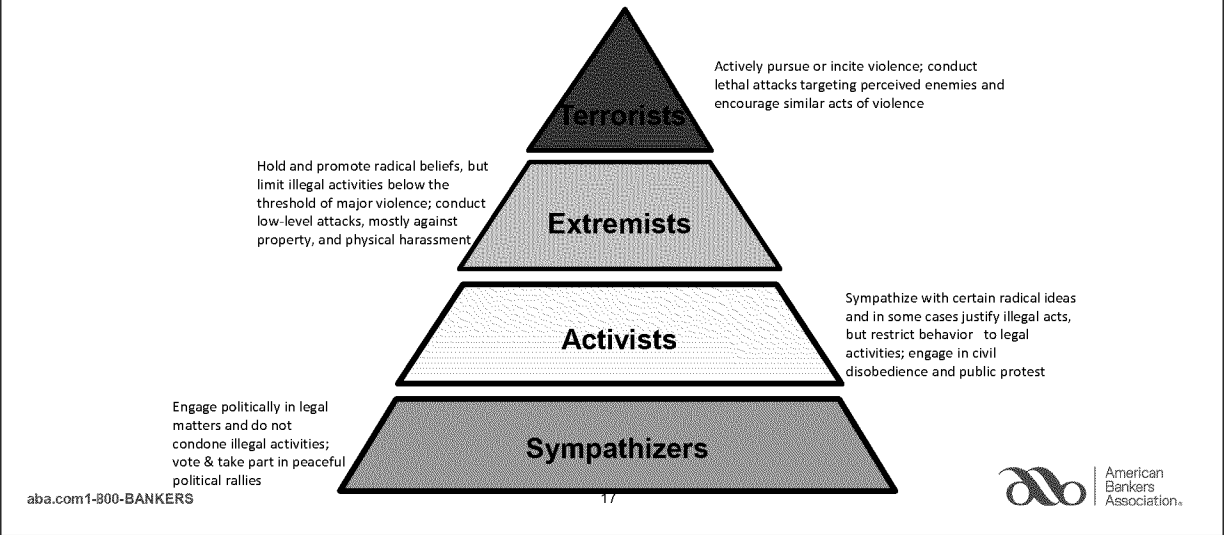 Actively pursue or incite violence; conduct
lethal attacks targeting perceived enemies and
encourage similar acts of violence
Terrorists
Hold and promote radical beliefs, but
limit illegal activities below the
threshold of major violence; conduct
low-level attacks, mostly against
property, and physical harassment
Extremists
Sympathize with certain radical ideas
and in some cases justify illegal acts,
but restrict behavior to legal
activities; engage in civil
disobedience and public protest
Activists
Engage politically in legal
matters and do not
condone illegal activities;
vote & take part in peaceful
political rallies
Sympathizers
aba.com1-800-BANKERS
17
American
Bankers
Association®